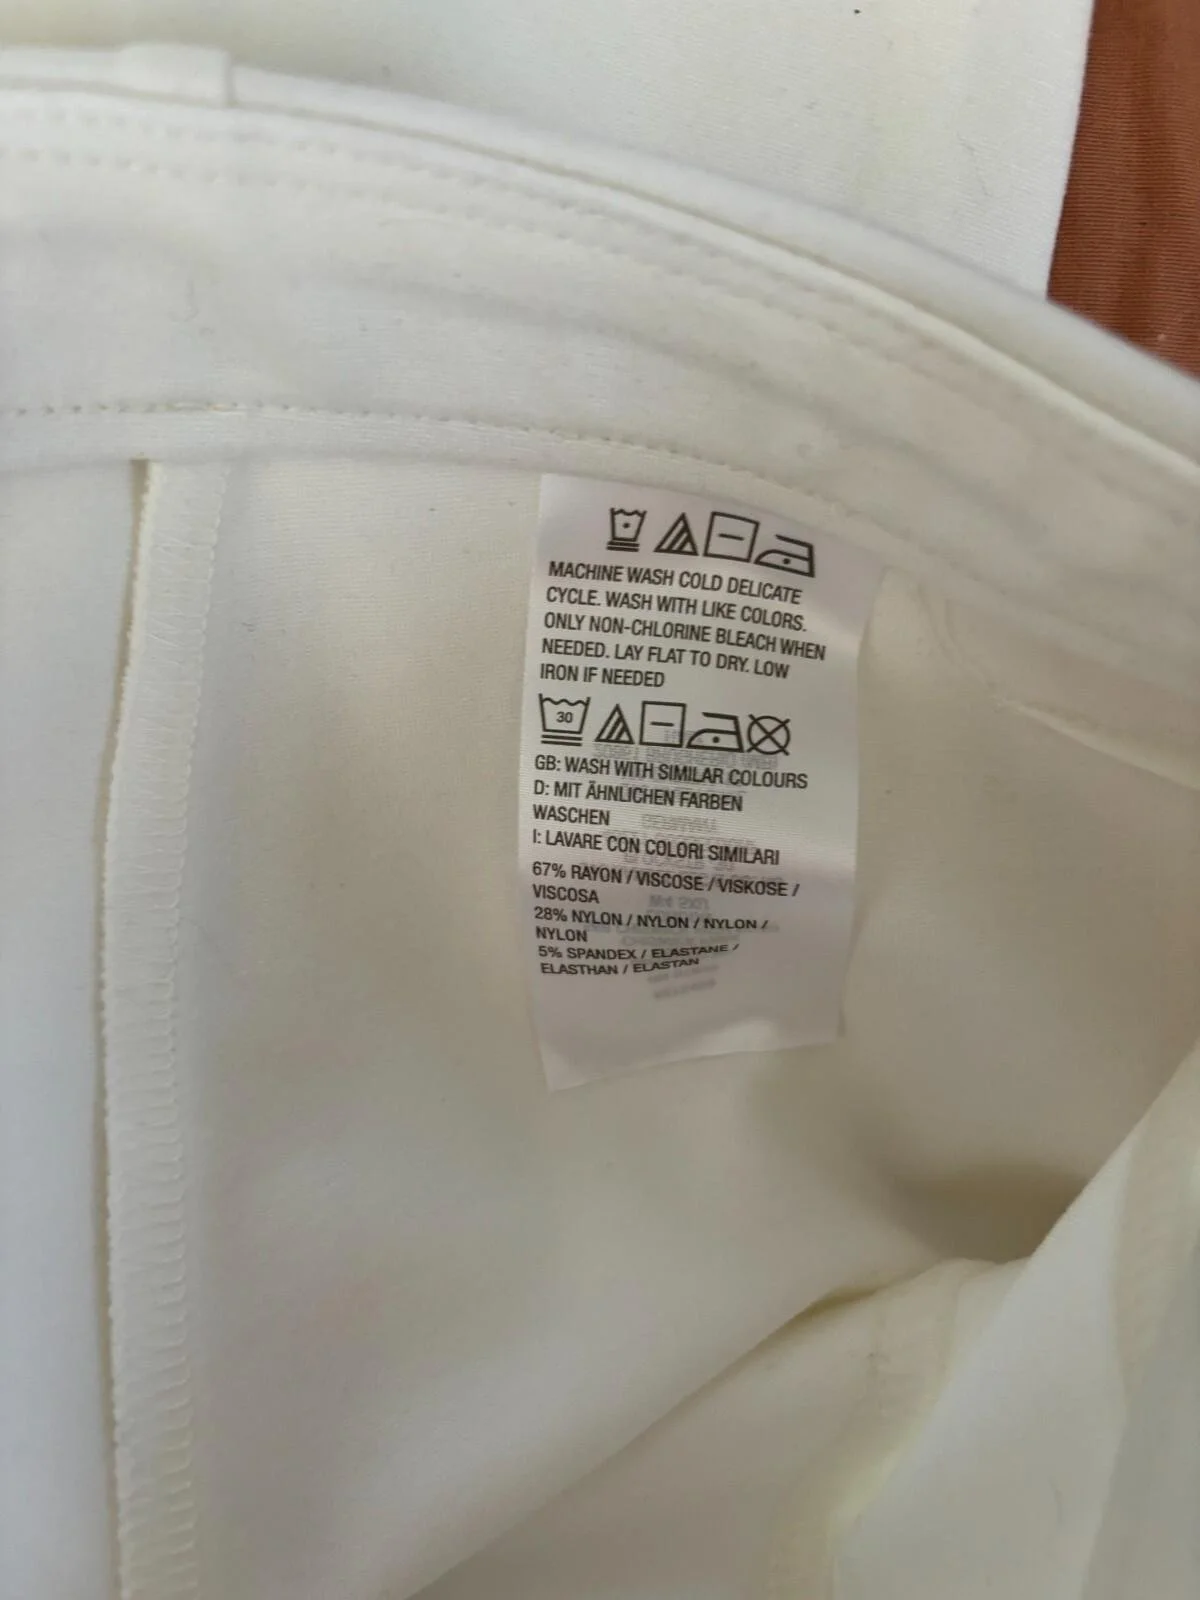 MACHINE WASH COLD DELICATE
CYCLE. WASH WITH LIKE COLORS.
ONLY NON-CHLORINE BLEACH WHEN
NEEDED. LAY FLAT TO DRY. LOW
IRON IF NEEDED
30
GB: WASH WITH SIMILAR COLOURS
D: MIT ÄHNLICHEN FARBEN
WASCHEN
I: LAVARE CON COLORI SIMILARI
67% RAYON / VISCOSE / VISKOSE /
VISCOSA
28% NYLON / NYLON / NYLON /
NYLON
5% SPANDEX / ELASTANE /
ELASTHAN / ELASTAN